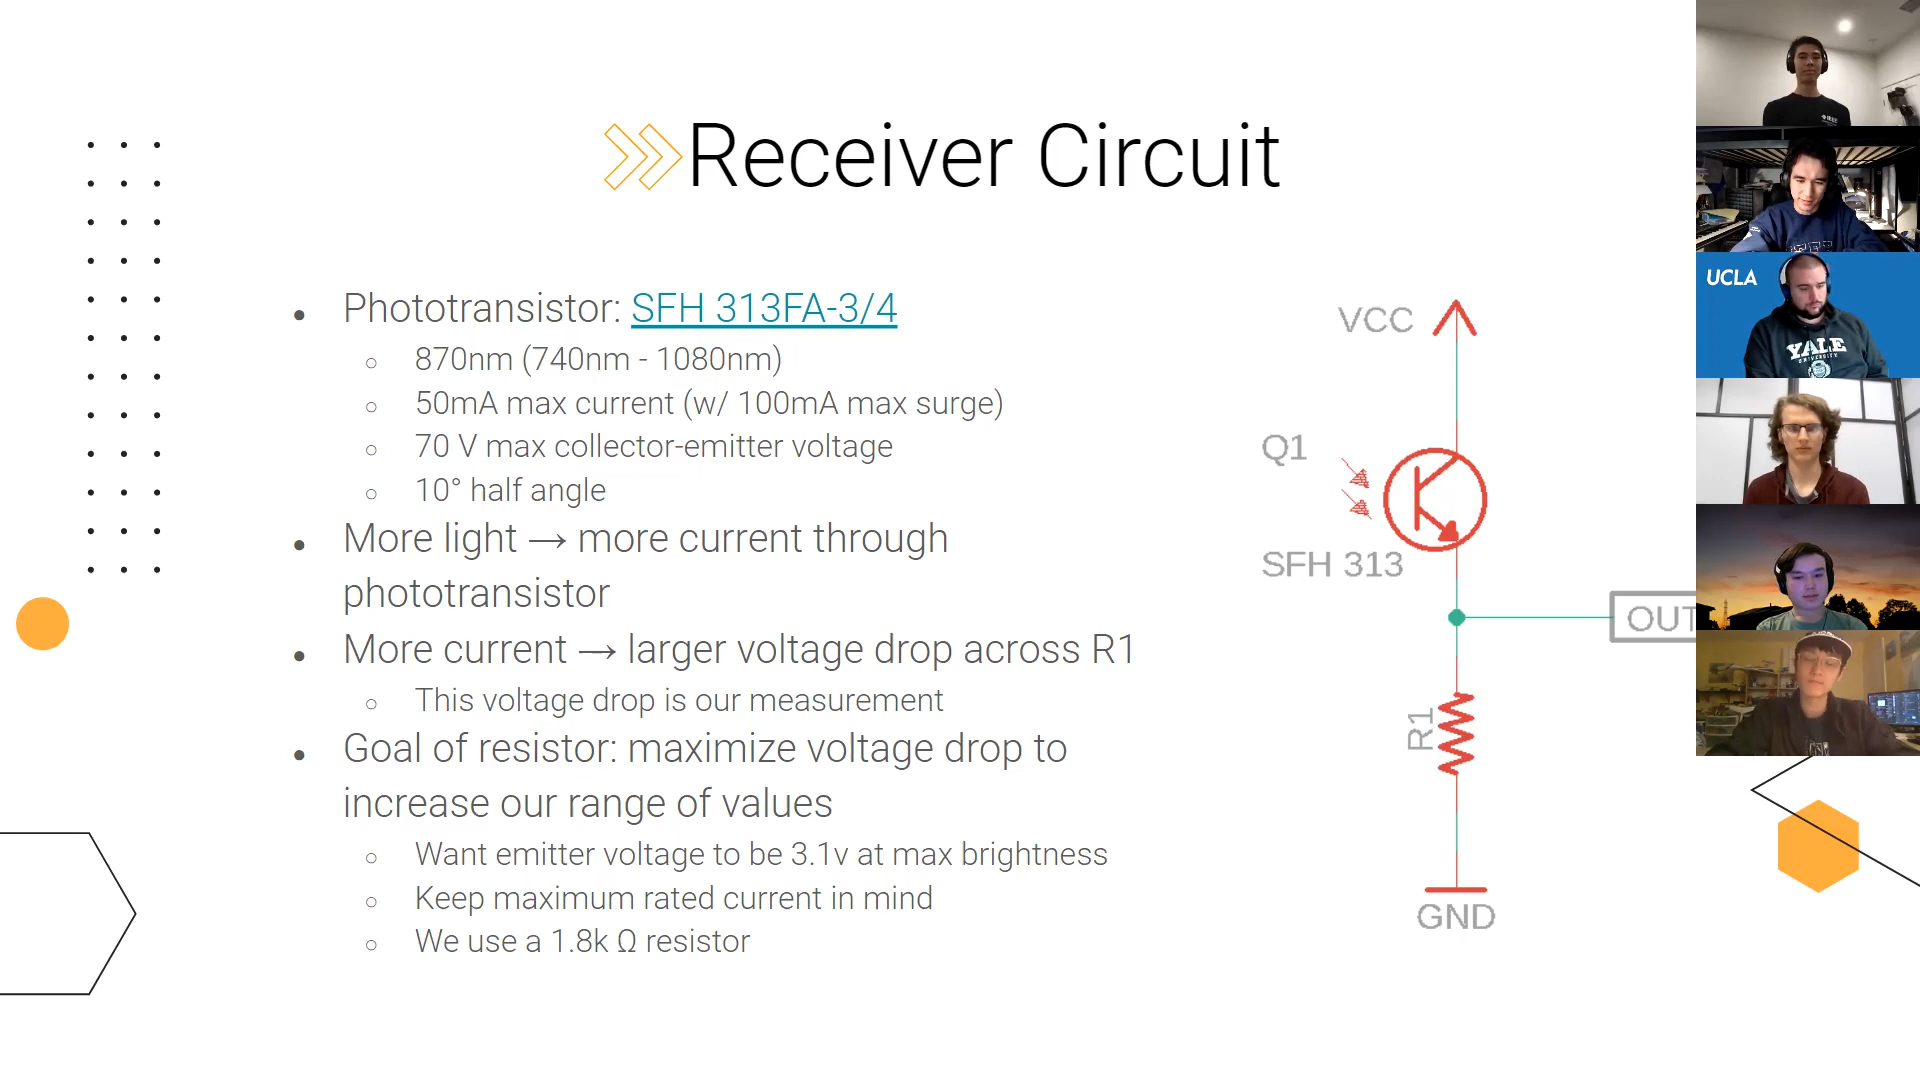 Receiver Circuit
Phototransistor: SFH 313FA-3/4
870nm (740nm - 1080nm)
50mA max current (w/ 100mA max surge)
70 V max collector-emitter voltage
10° half angle
More light → more current through
phototransistor
More current → larger voltage drop across R1
This voltage drop is our measurement
Goal of resistor: maximize voltage drop to
increase our range of values
Want emitter voltage to be 3.1v at max brightness
Keep maximum rated current in mind
We use a 1.8k Ω resistor
VCC
Q1
SFH 313
OUT
R1
GND
UCLA
YALE
UNIVERSITY